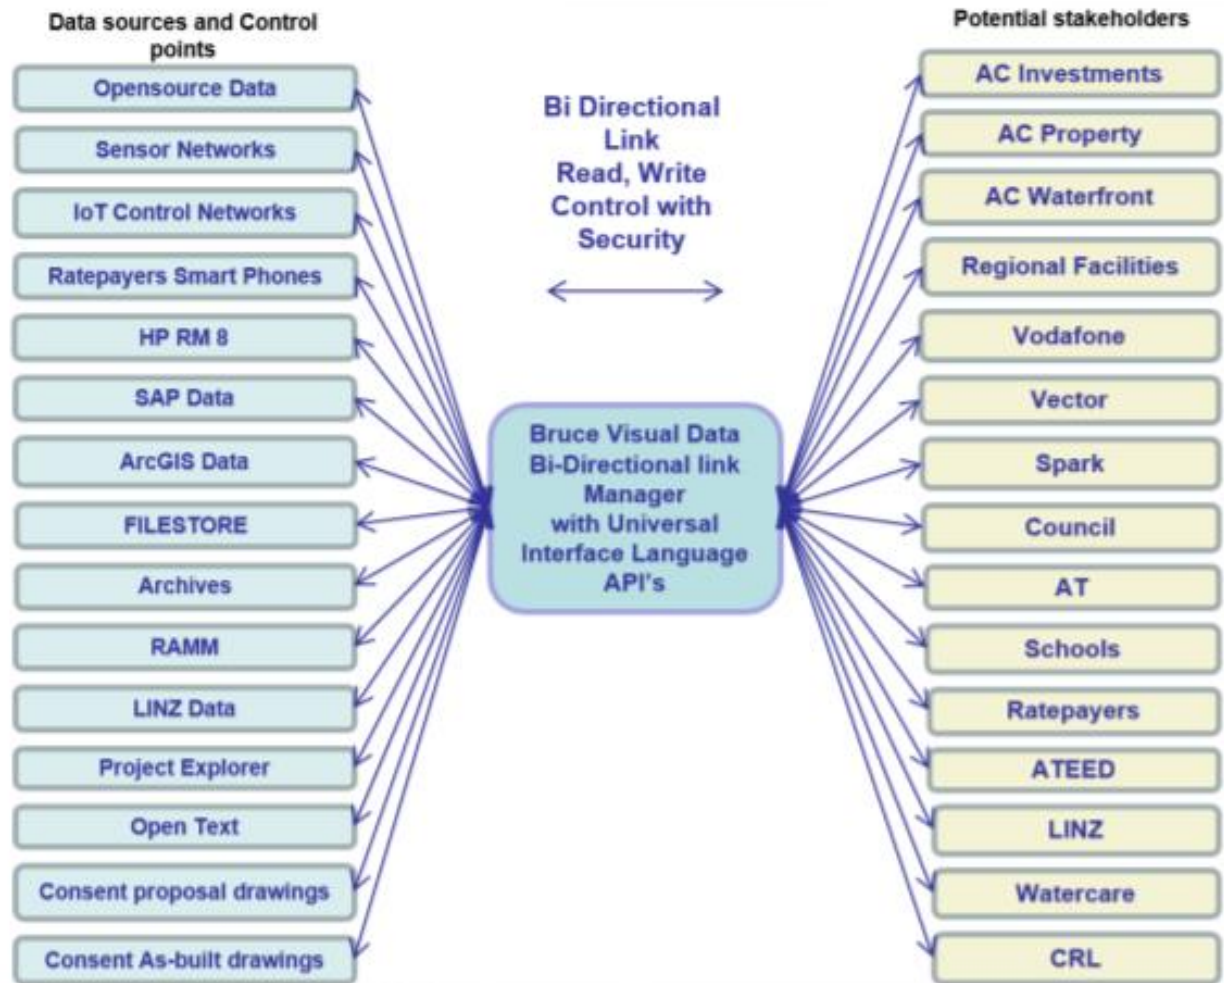 Data sources and Control
points
Opensource Data
Sensor Networks
IoT Control Networks
Ratepayers Smart Phones
HP RM 8
SAP Data
ArcGIS Data
FILESTORE
Archives
RAMM
LINZ Data
Project Explorer
Open Text
Consent proposal drawings
Consent As-built drawings
Bi Directional
Link
Read, Write
Control with
Security
Bruce Visual Data
Bi-Directional link
Manager
with Universal
Interface Language
API's
Potential stakeholders
AC Investments
AC Property
AC Waterfront
Regional Facilities
Vodafone
Vector
Spark
Council
AT
Schools
Ratepayers
ATEED
LINZ
Watercare
CRL